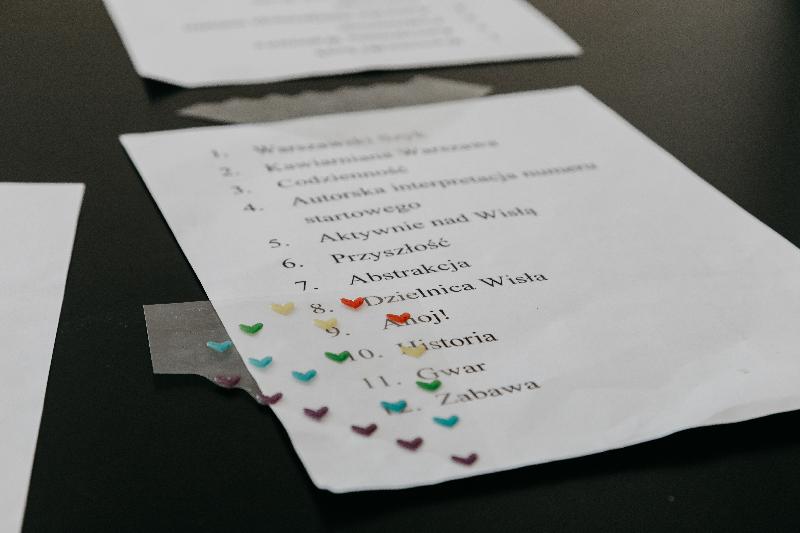 1. Warszawski Szyk
2. Kawiarniana Warszawa
3. Codzienność
4. Autorska interpretacja numeru
startowego
5. Aktywnie nad Wisłą
6. Przyszłość
7. Abstrakcja
8. Dzielnica Wisła
9. Ahoj!
10. Historia
11. Gwar
12. Zabawa